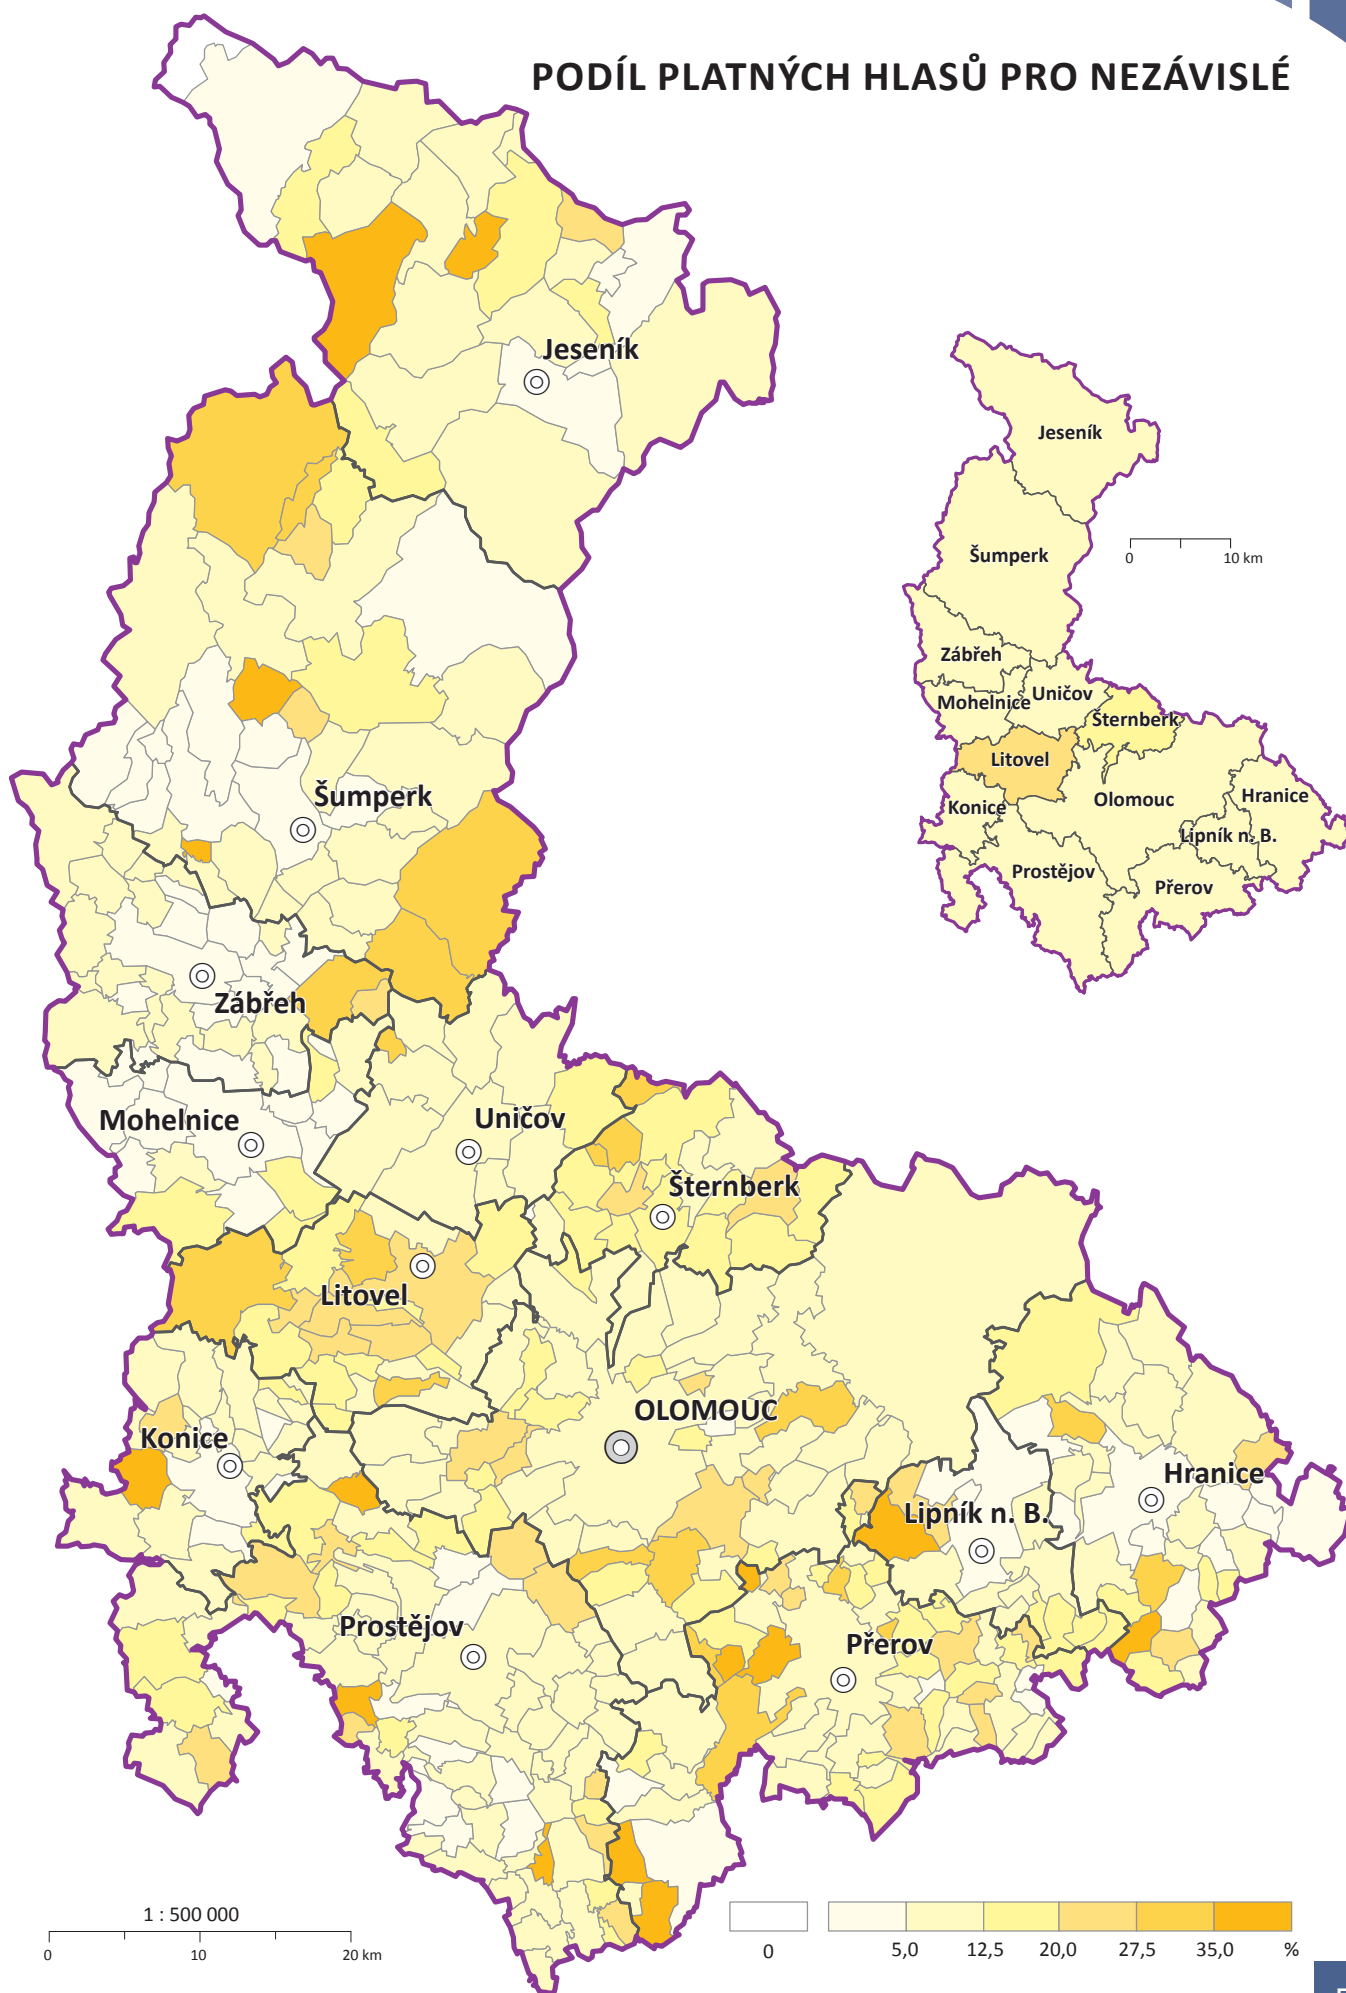 PODÍL PLATNÝCH HLASŮ PRO NEZÁVISLÉ
Jeseník
Šumperk
Zábřeh
Mohelnice
Uničov
Šternberk
Litovel
OLOMOUC
Konice
Lipník n. B.
Hranice
Prostějov
Přerov
Jeseník
Šumperk
0 10 km
Zábřeh
Mohelnice
Uničov
Šternberk
Litovel
Konice
Olomouc
Hranice
Lipník n. B.
Prostějov
Přerov
1 : 500 000
0 10 20 km
0 5,0 12,5 20,0 27,5 35,0 %